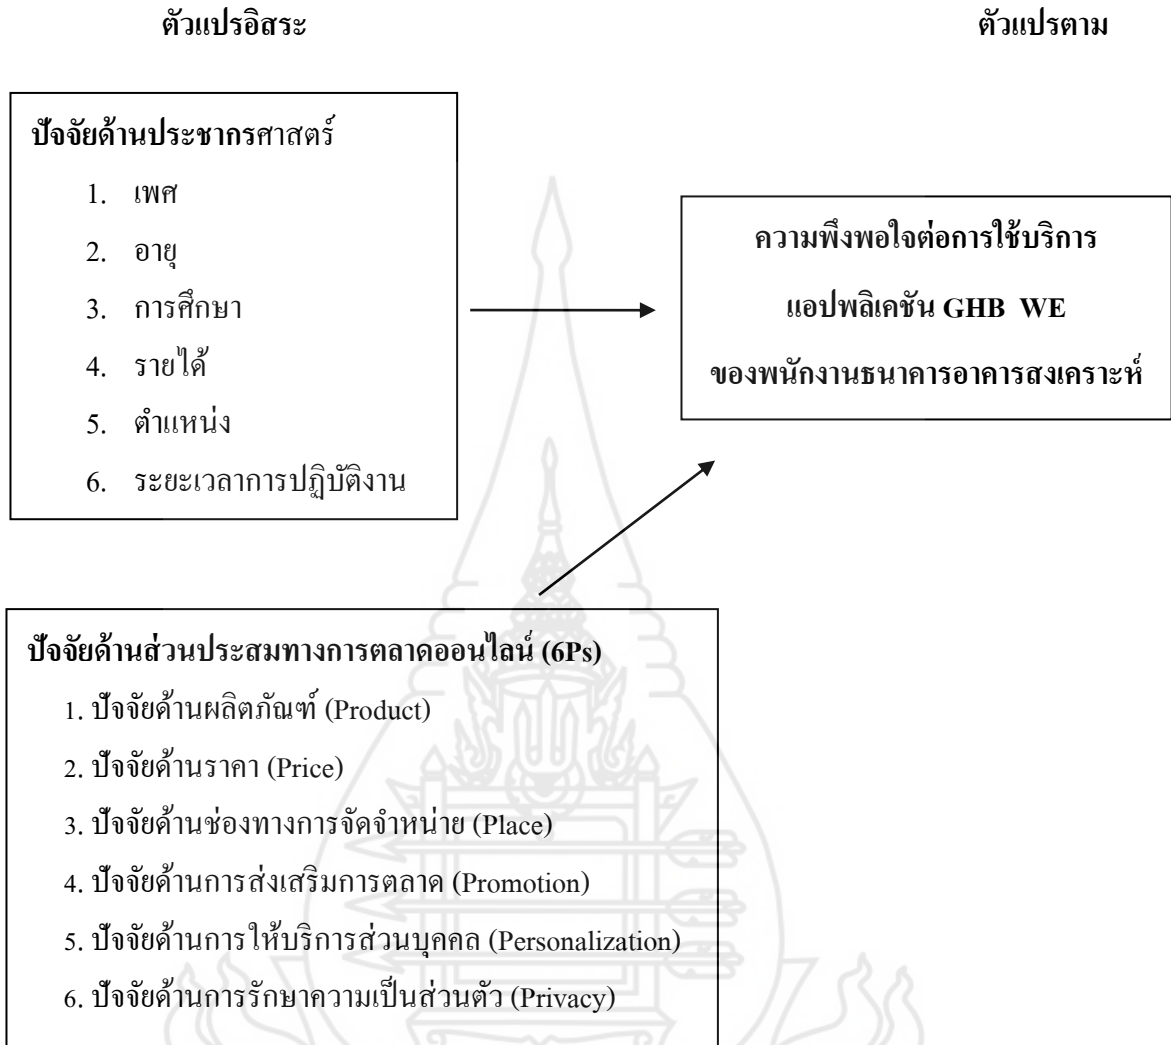 ตัวแปรอิสระ
ตัวแปรตาม
ปัจจัยด้านประชากรศาสตร์
1. เพศ
2. อายุ
3. การศึกษา
4. รายได้
5. ตำแหน่ง
6. ระยะเวลาการปฏิบัติงาน
ความพึงพอใจต่อการใช้บริการ
แอปพลิเคชัน GHB WE
ของพนักงานธนาคารอาคารสงเคราะห์
ปัจจัยด้านส่วนประสมทางการตลาดออนไลน์ (6Ps)
1. ปัจจัยด้านผลิตภัณฑ์ (Product)
2. ปัจจัยด้านราคา (Price)
3. ปัจจัยด้านช่องทางการจัดจำหน่าย (Place)
4. ปัจจัยด้านการส่งเสริมการตลาด (Promotion)
5. ปัจจัยด้านการให้บริการส่วนบุคคล (Personalization)
6. ปัจจัยด้านการรักษาความเป็นส่วนตัว (Privacy)